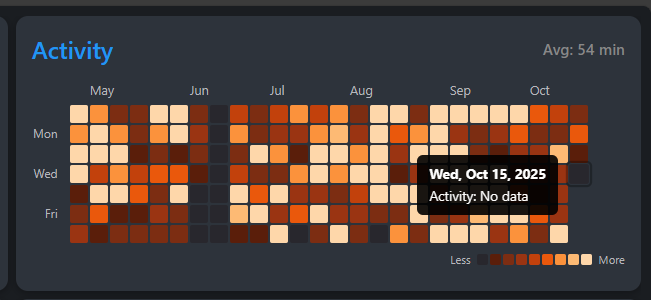 Activity
Avg: 54 min
May Jun Jul Aug Sep Oct
Mon
Wed
Fri
Wed, Oct 15, 2025
Activity: No data
Less More